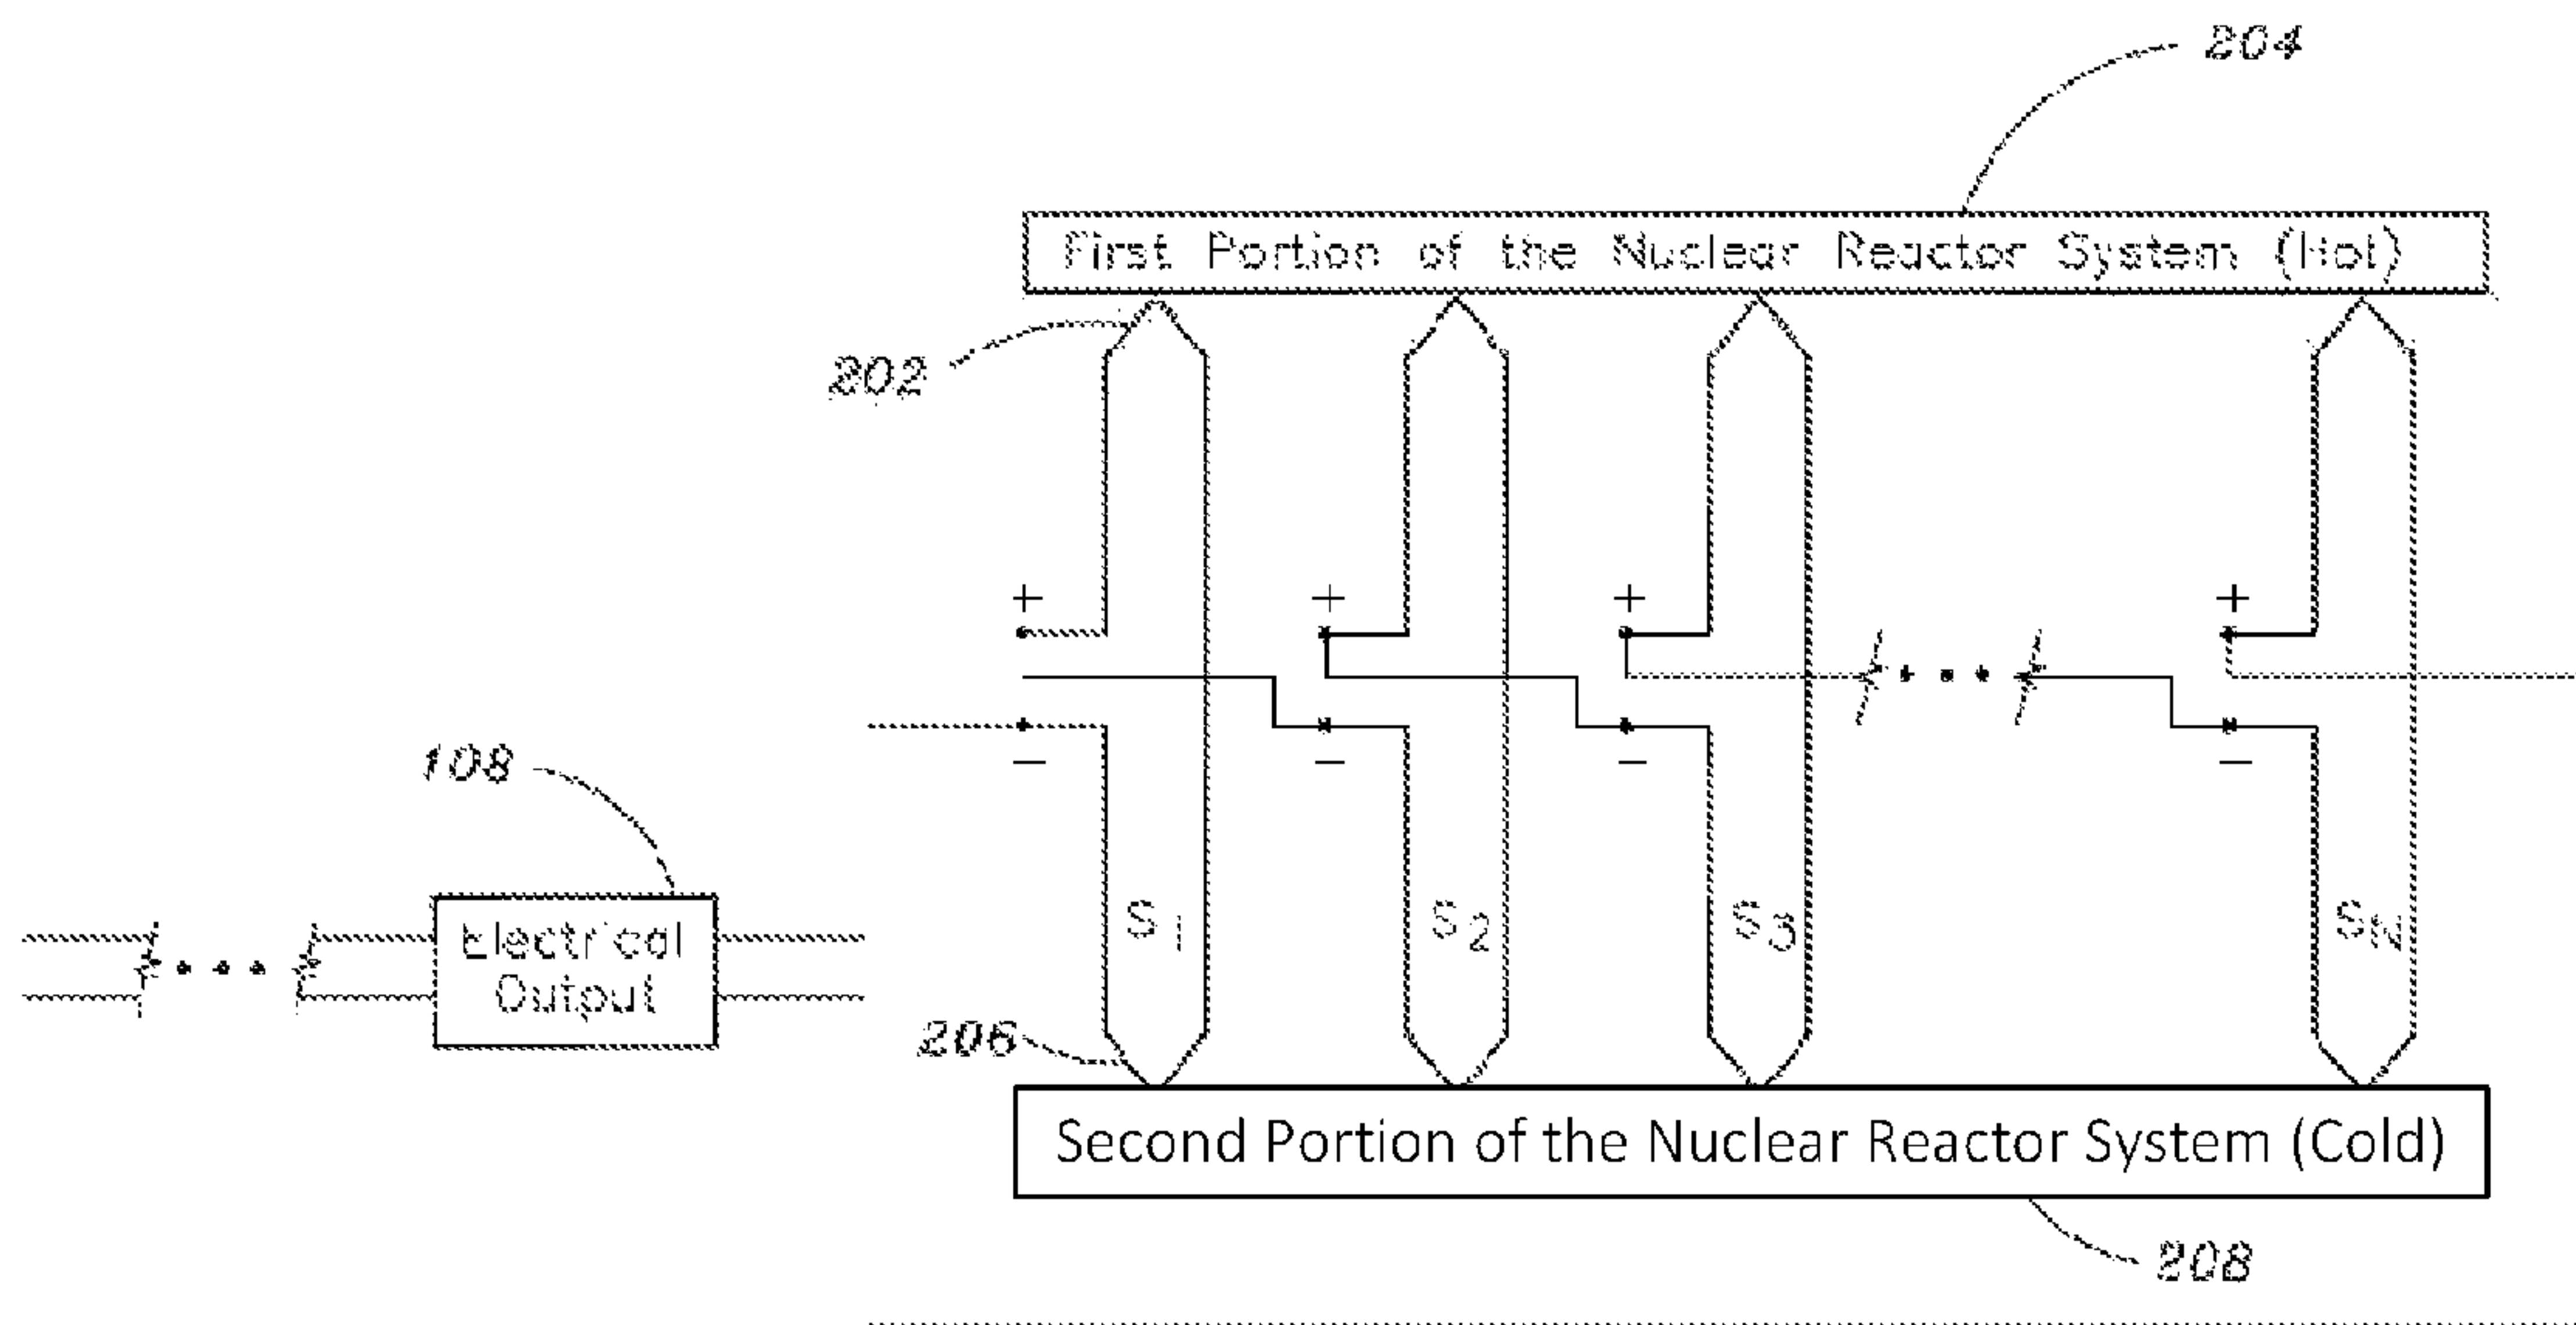 204
First Portion of the Nuclear Reactor System (Hot)
202
+ + + +
− − − −
108
Electrical
Output
S1 S2 S3 SN
206
Second Portion of the Nuclear Reactor System (Cold)
208